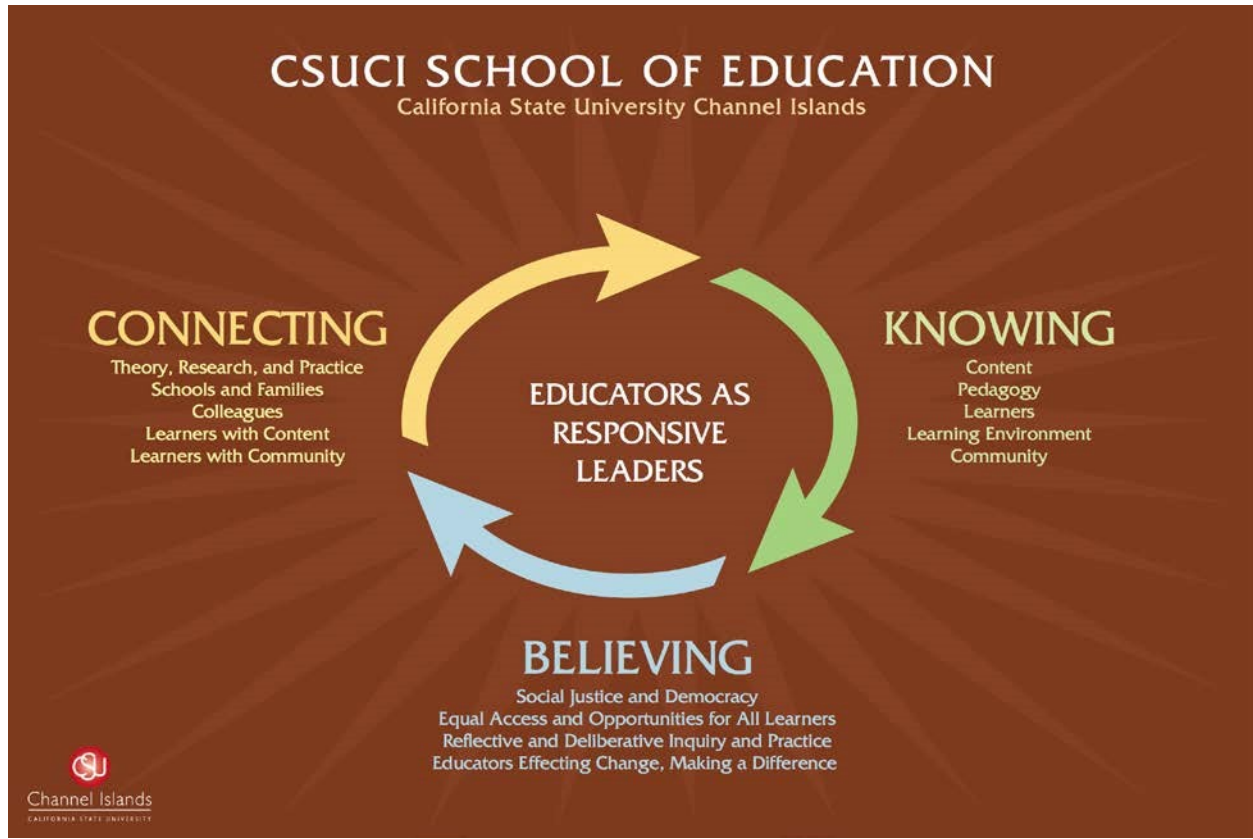 CSUCI SCHOOL OF EDUCATION
California State University Channel Islands
CONNECTING
Theory, Research, and Practice
Schools and Families
Colleagues
Learners with Content
Learners with Community
EDUCATORS AS
RESPONSIVE
LEADERS
KNOWING
Content
Pedagogy
Learners
Learning Environment
Community
BELIEVING
Social Justice and Democracy
Equal Access and Opportunities for All Learners
Reflective and Deliberative Inquiry and Practice
Educators Effecting Change, Making a Difference
CSU
Channel Islands
CALIFORNIA STATE UNIVERSITY